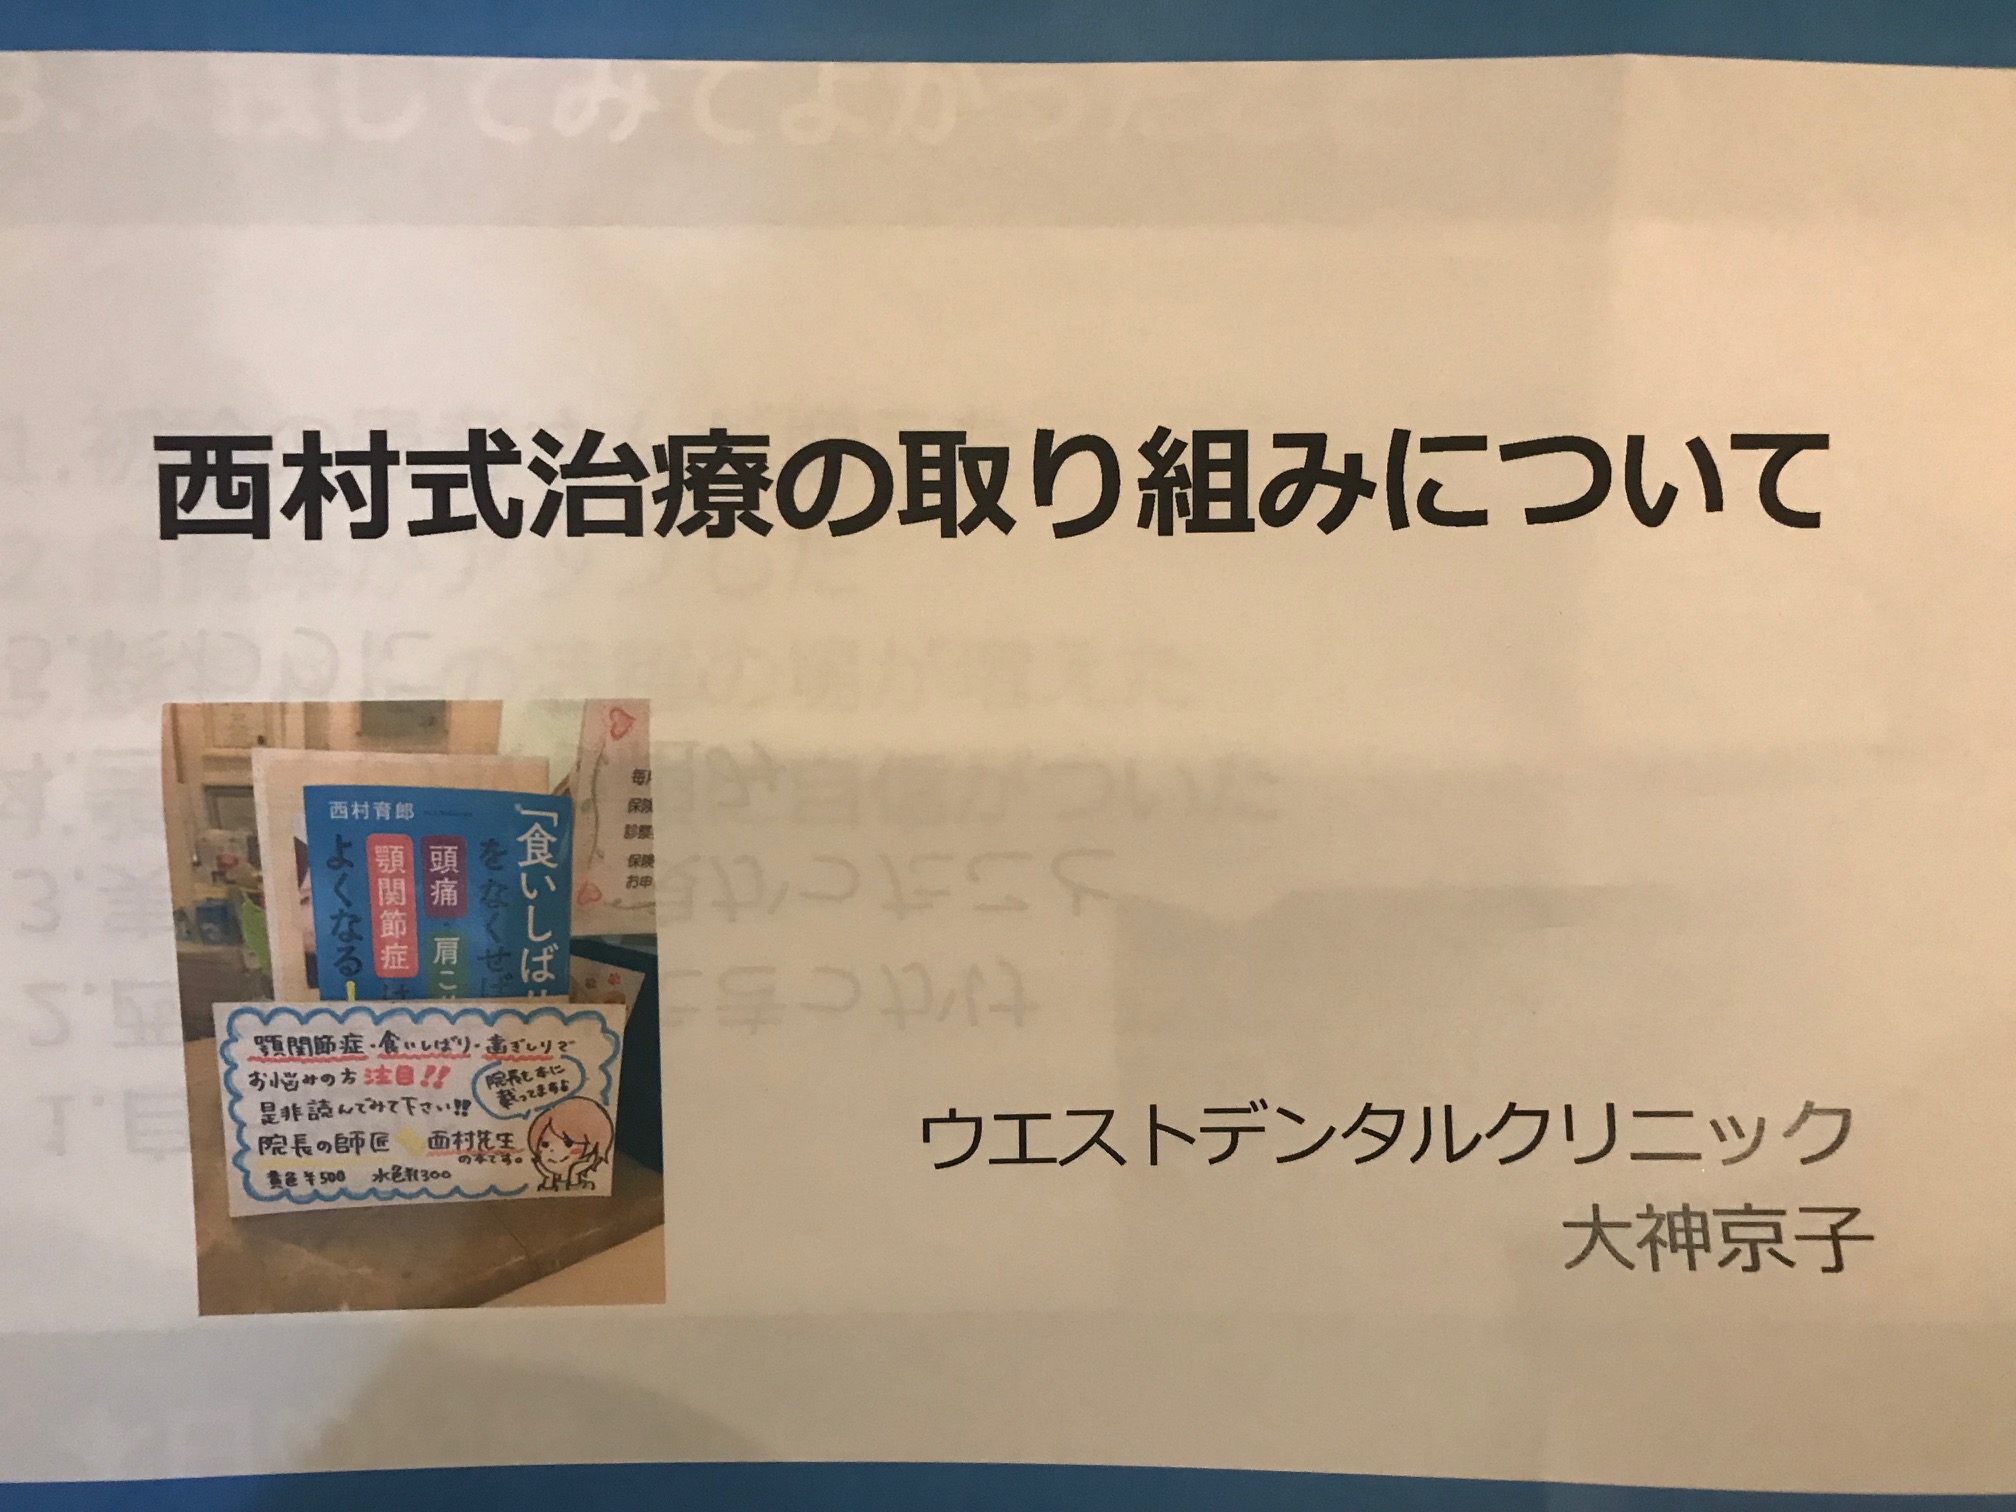 西村式治療の取り組みについて
西村育郎
「食いしば
をなくせば
頭痛・肩こ
顎関節症は
よくなる!
顎関節症・食いしばり・歯ぎしりで
お悩みの方 注目!!
是非読んでみて下さい!!
院長の師匠 西村先生
の本です。
黄色¥500
院長も本に
載ってますよ
ウエストデンタルクリニック
大神京子